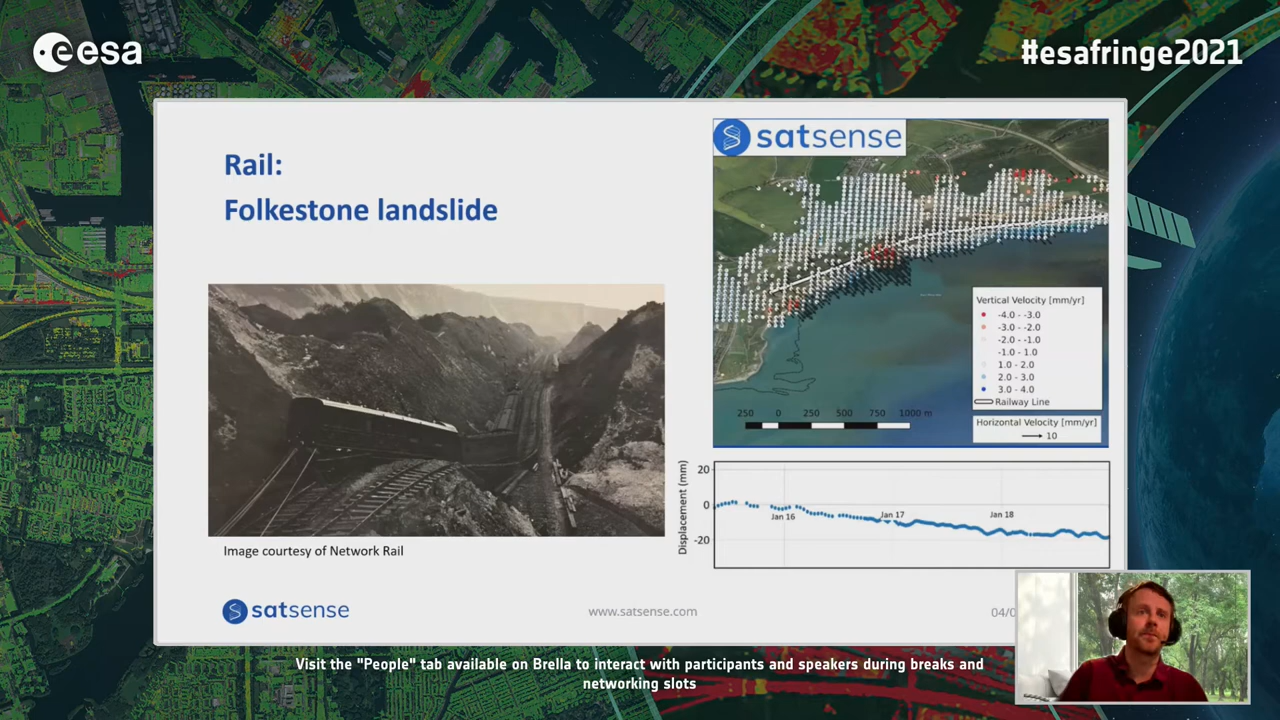 esa
#esafringe2021
Rail:
Folkestone landslide
satsense
Vertical Velocity [mm/yr]
-4.0 - -3.0
-3.0 - -2.0
-2.0 - -1.0
-1.0 - 1.0
1.0 - 2.0
2.0 - 3.0
3.0 - 4.0
Railway Line
Horizontal Velocity [mm/yr]
10
250 0 250 500 750 1000 m
Displacement (mm)
20
0
-20
Jan 16 Jan 17 Jan 18
Image courtesy of Network Rail
satsense
www.satsense.com
04/0
Visit the "People" tab available on Brella to interact with participants and speakers during breaks and
networking slots